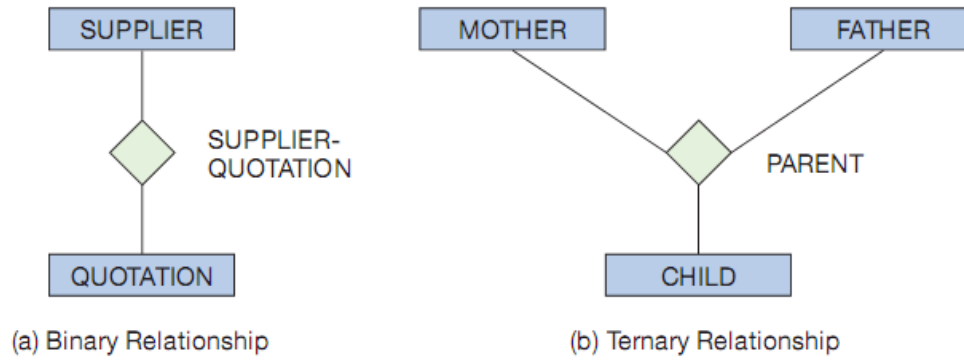 SUPPLIER
SUPPLIER-
QUOTATION
QUOTATION
(a) Binary Relationship
MOTHER
FATHER
PARENT
CHILD
(b) Ternary Relationship